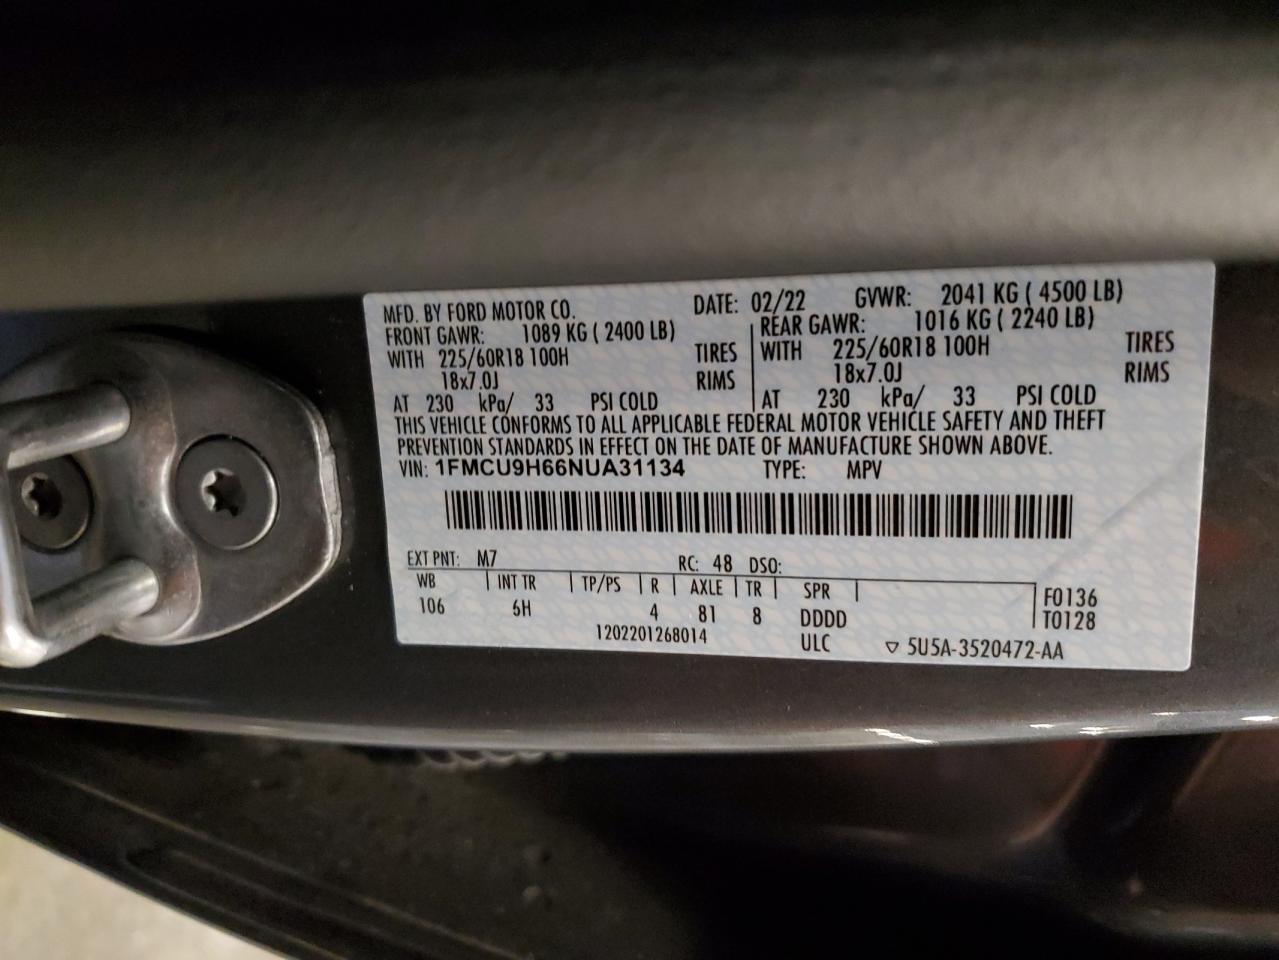 MFD. BY FORD MOTOR CO. DATE: 02/22 GVWR: 2041 KG ( 4500 LB)
FRONT GAWR: 1089 KG ( 2400 LB) REAR GAWR: 1016 KG ( 2240 LB)
WITH 225/60R18 100H TIRES WITH 225/60R18 100H TIRES
18x7.0J RIMS 18x7.0J RIMS
AT 230 kPa/ 33 PSI COLD AT 230 kPa/ 33 PSI COLD
THIS VEHICLE CONFORMS TO ALL APPLICABLE FEDERAL MOTOR VEHICLE SAFETY AND THEFT
PREVENTION STANDARDS IN EFFECT ON THE DATE OF MANUFACTURE SHOWN ABOVE.
VIN: 1FMCU9H66NUA31134 TYPE: MPV
EXT PNT: M7 RC: 48 DSO:
WB INT TR TP/PS R AXLE TR SPR F0136
106 6H 4 81 8 DDDD T0128
1202201268014 ULC ▽ 5U5A-3520472-AA